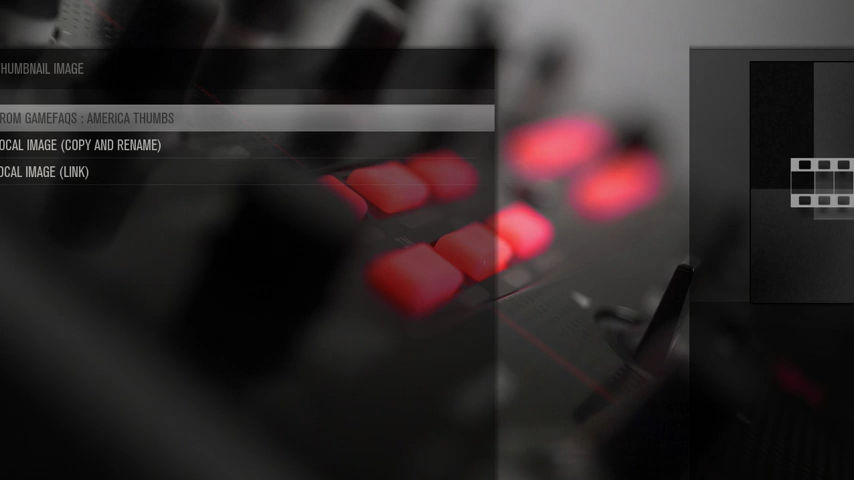 HUMBNAIL IMAGE
ROM GAMEFAQS : AMERICA THUMBS
OCAL IMAGE (COPY AND RENAME)
OCAL IMAGE (LINK)